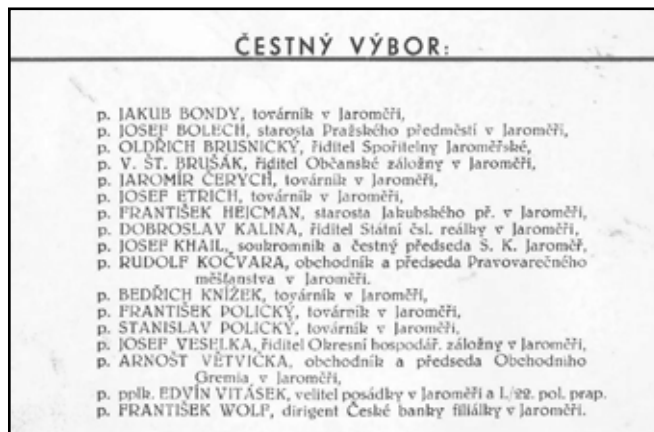 ČESTNÝ VÝBOR:
p. JAKUB BONDY, továrník v Jaroměři,
p. JOSEF BOLECH, starosta Pražského předměstí v Jaroměři,
p. OLDŘICH BRUSNICKÝ, řiditel Spořitelny Jaroměřské,
p. V. ŠT. BRUŠÁK, řiditel Občanské záložny v Jaroměři,
p. JAROMÍR ČERYCH, továrník v Jaroměři,
p. JOSEF ETRICH, továrník v Jaroměři,
p. FRANTIŠEK HEJCMAN, starosta Jakubského př. v Jaroměři,
p. DOBROSLAV KALINA, řiditel Státní čsl. reálky v Jaroměři,
p. JOSEF KHAIL, soukromník a čestný předseda S. K. Jaroměř,
p. RUDOLF KOČVARA, obchodník a předseda Pravovarečného
měšťanstva v Jaroměři.
p. BEDŘICH KNÍŽEK, továrník v Jaroměři,
p. FRANTIŠEK POLICKÝ, továrník v Jaroměři,
p. STANISLAV POLICKÝ, továrník v Jaroměři,
p. JOSEF VESELKA, řiditel Okresní hospodář. záložny v Jaroměři,
p. ARNOŠT VĚTVIČKA, obchodník a předseda Obchodního
Gremia v Jaroměři,
p. pplk. EDVÍN VITÁSEK, velitel posádky v Jaroměři a I./22. pol. prap.
p. FRANTIŠEK WOLF, dirigent České banky filiálky v Jaroměři.